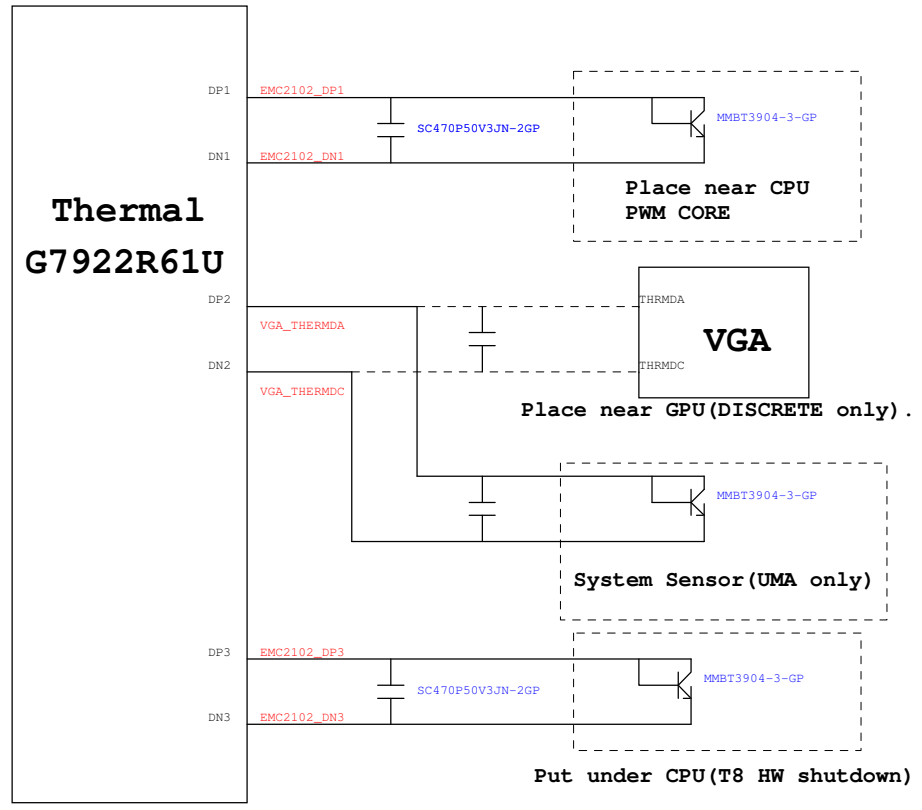 DP1
EMC2102_DP1
SC470P50V3JN-2GP
MMBT3904-3-GP
DN1
EMC2102_DN1
Place near CPU
PWM CORE
Thermal
G7922R61U
DP2
VGA_THERMDA
THRMDA
VGA
DN2
VGA_THERMDC
THRMDC
Place near GPU(DISCRETE only).
MMBT3904-3-GP
System Sensor(UMA only)
DP3
EMC2102_DP3
SC470P50V3JN-2GP
MMBT3904-3-GP
DN3
EMC2102_DN3
Put under CPU(T8 HW shutdown)